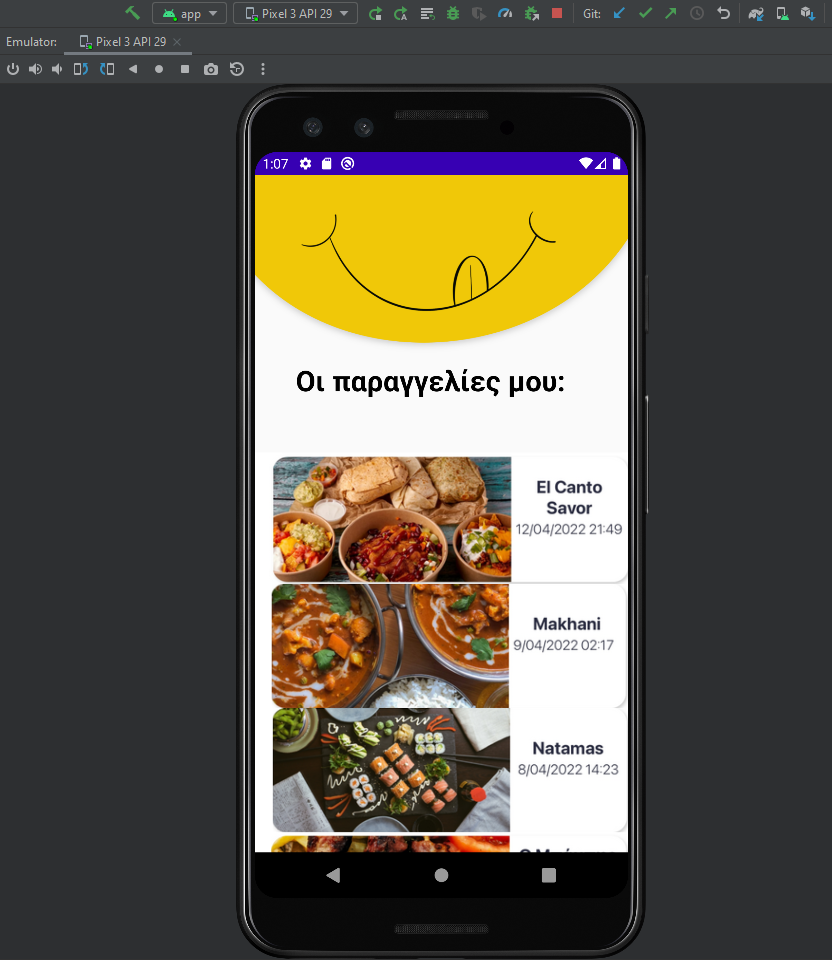 app
Pixel 3 API 29
Git:
Emulator:
Pixel 3 API 29
1:07
Οι παραγγελίες μου:
El Canto
Savor
12/04/2022 21:49
Makhani
9/04/2022 02:17
Natamas
8/04/2022 14:23